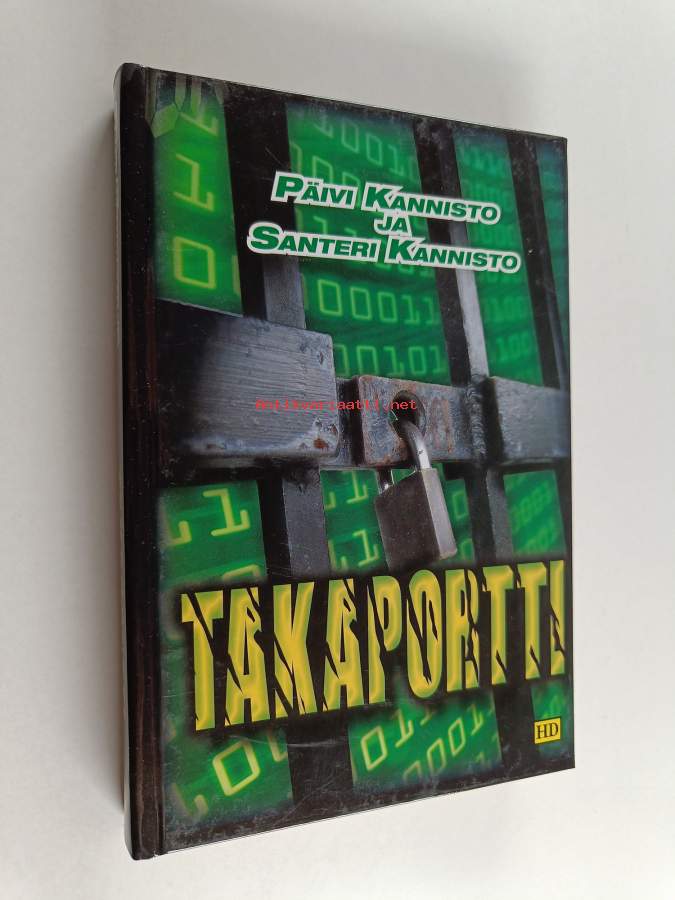 PÄIVI KANNISTO
JA
SANTERI KANNISTO
antikvariaatti.net
TAKAPORTTI
HD